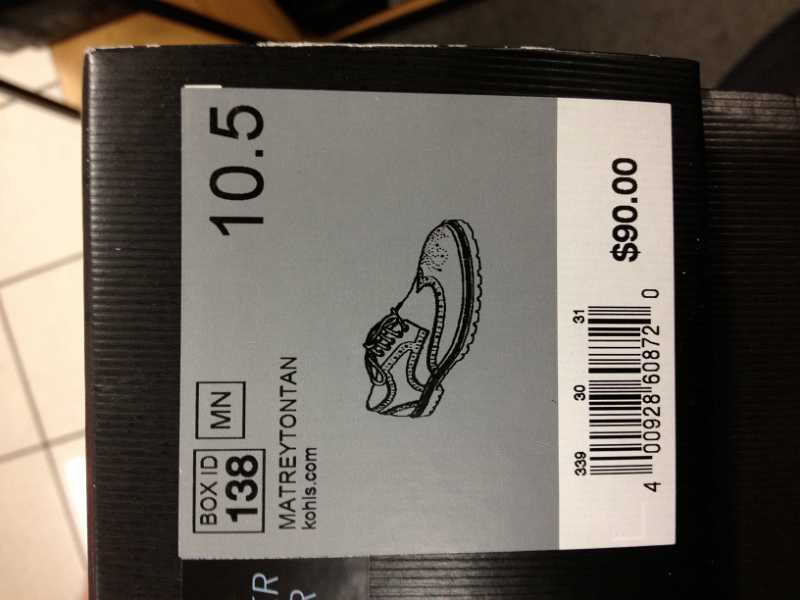 BOX ID
138
MN
10.5
MATREYTONTAN
kohls.com
$90.00
339 30 31
4 00928 60872 0